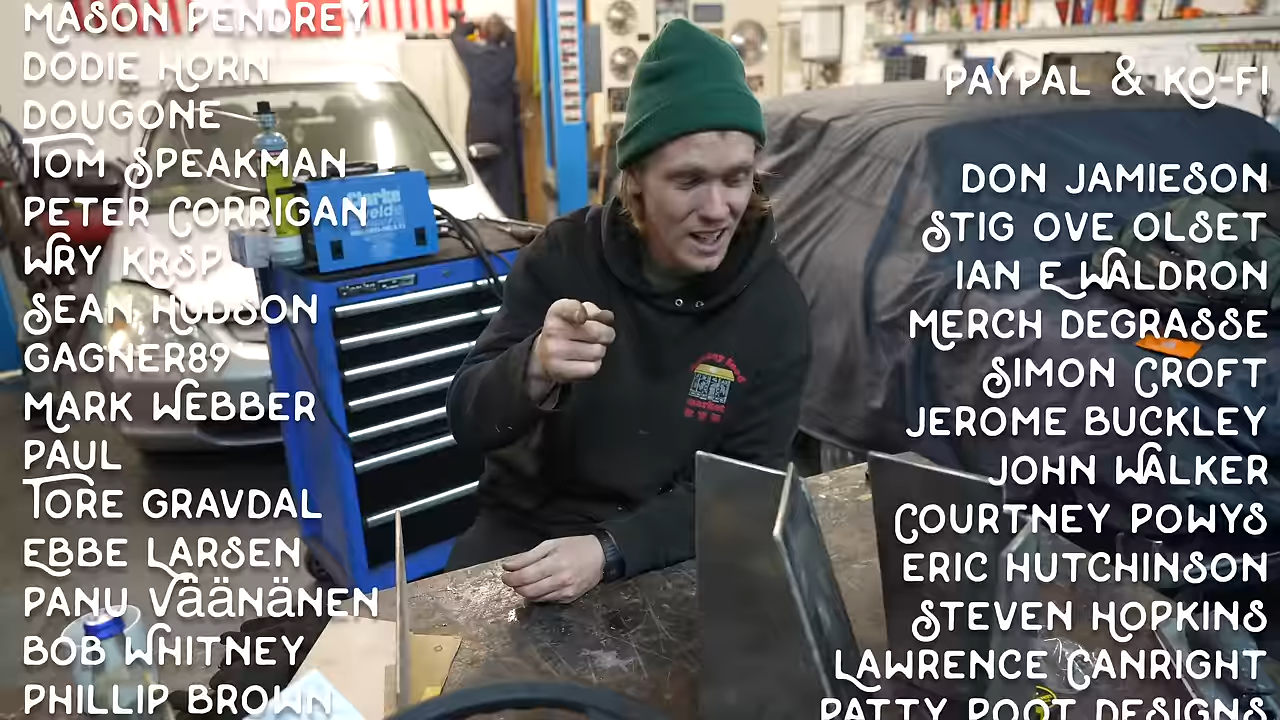 MASON PENDREY
DODIE HORN
DOUGONE
TOM SPEAKMAN
PETER CORRIGAN
WRY KRSP
SEAN HUDSON
GAGNER89
MARK WEBBER
PAUL
TORE GRAVDAL
EBBE LARSEN
PANU VÄÄNÄNEN
BOB WHITNEY
PHILLIP BROWN
PAYPAL & KO-FI
DON JAMIESON
STIG OVE OLSET
IAN E WALDRON
MERCH DEGRASSE
SIMON CROFT
JEROME BUCKLEY
JOHN WALKER
COURTNEY POWYS
ERIC HUTCHINSON
STEVEN HOPKINS
LAWRENCE CANRIGHT
PATTY ROOT DESIGNS
Clarke
market